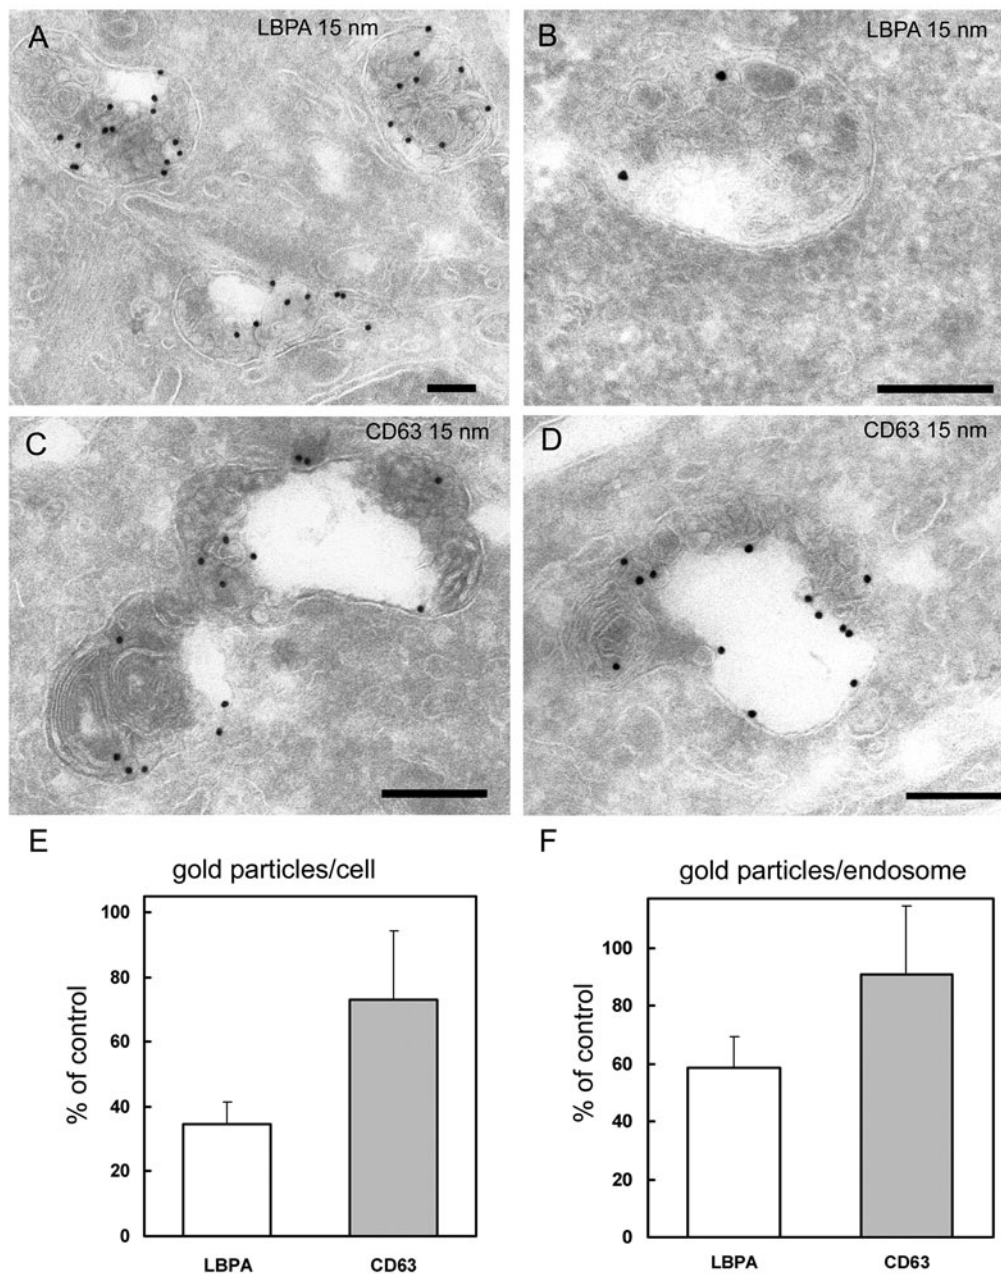 A
LBPA 15 nm
B
LBPA 15 nm
C
CD63 15 nm
D
CD63 15 nm
E
gold particles/cell
% of control
100
80
60
40
20
0
LBPA
CD63
F
gold particles/endosome
% of control
100
80
60
40
20
0
LBPA
CD63